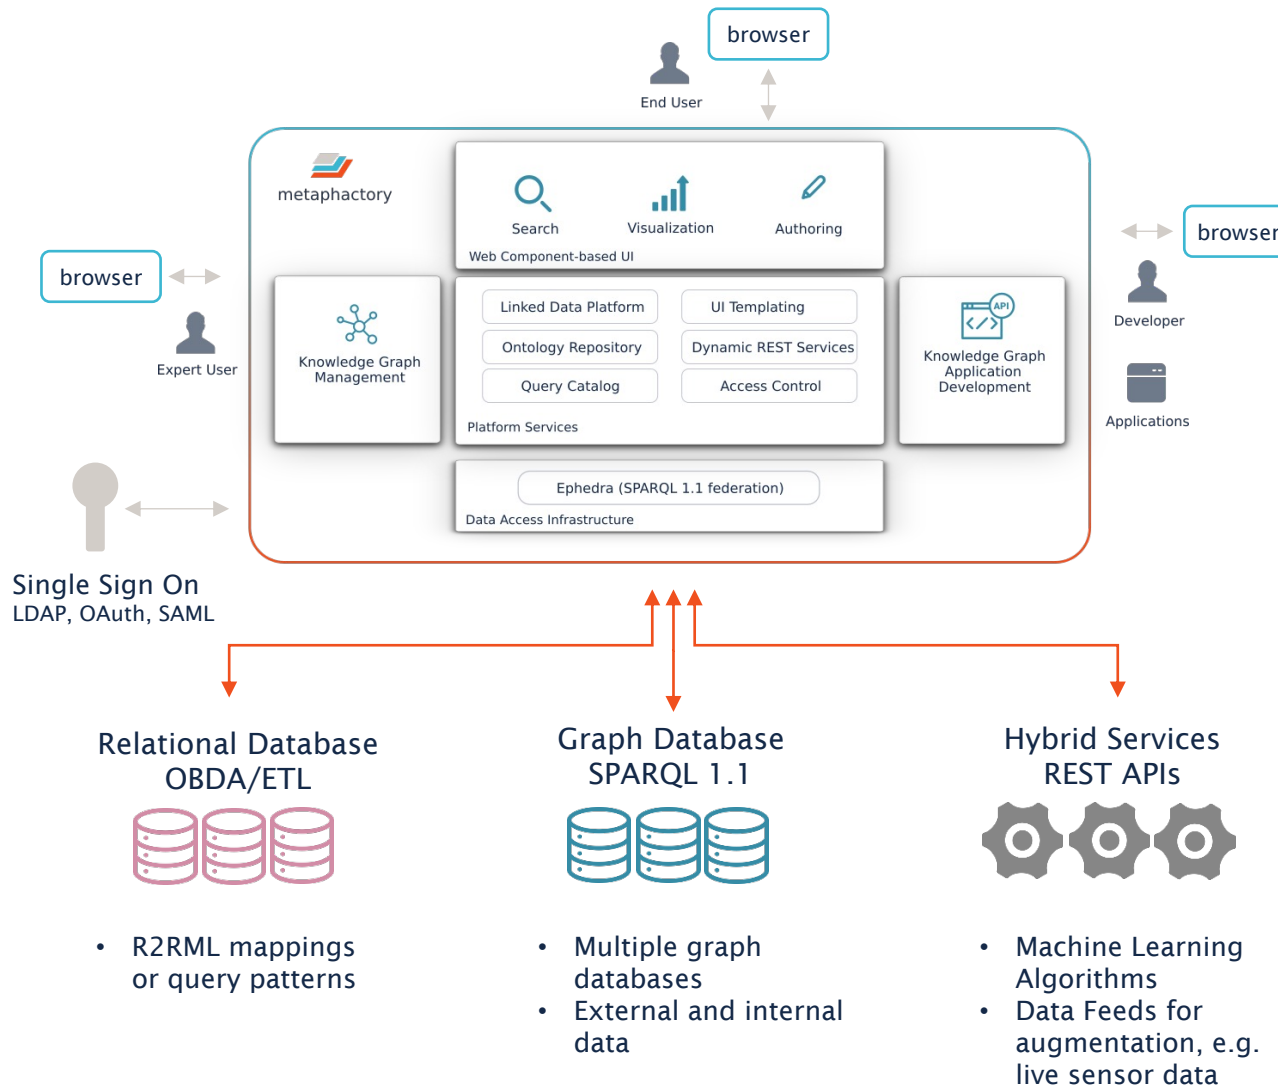 browser
End User
metaphactory
Search
Visualization
Authoring
Web Component-based UI
browser
Expert User
browser
Developer
Applications
Knowledge Graph
Management
Linked Data Platform
UI Templating
Ontology Repository
Dynamic REST Services
Query Catalog
Access Control
Platform Services
API
Knowledge Graph
Application
Development
Ephedra (SPARQL 1.1 federation)
Data Access Infrastructure
Single Sign On
LDAP, OAuth, SAML
Relational Database
OBDA/ETL
• R2RML mappings
or query patterns
Graph Database
SPARQL 1.1
• Multiple graph
databases
• External and internal
data
Hybrid Services
REST APIs
• Machine Learning
Algorithms
• Data Feeds for
augmentation, e.g.
live sensor data